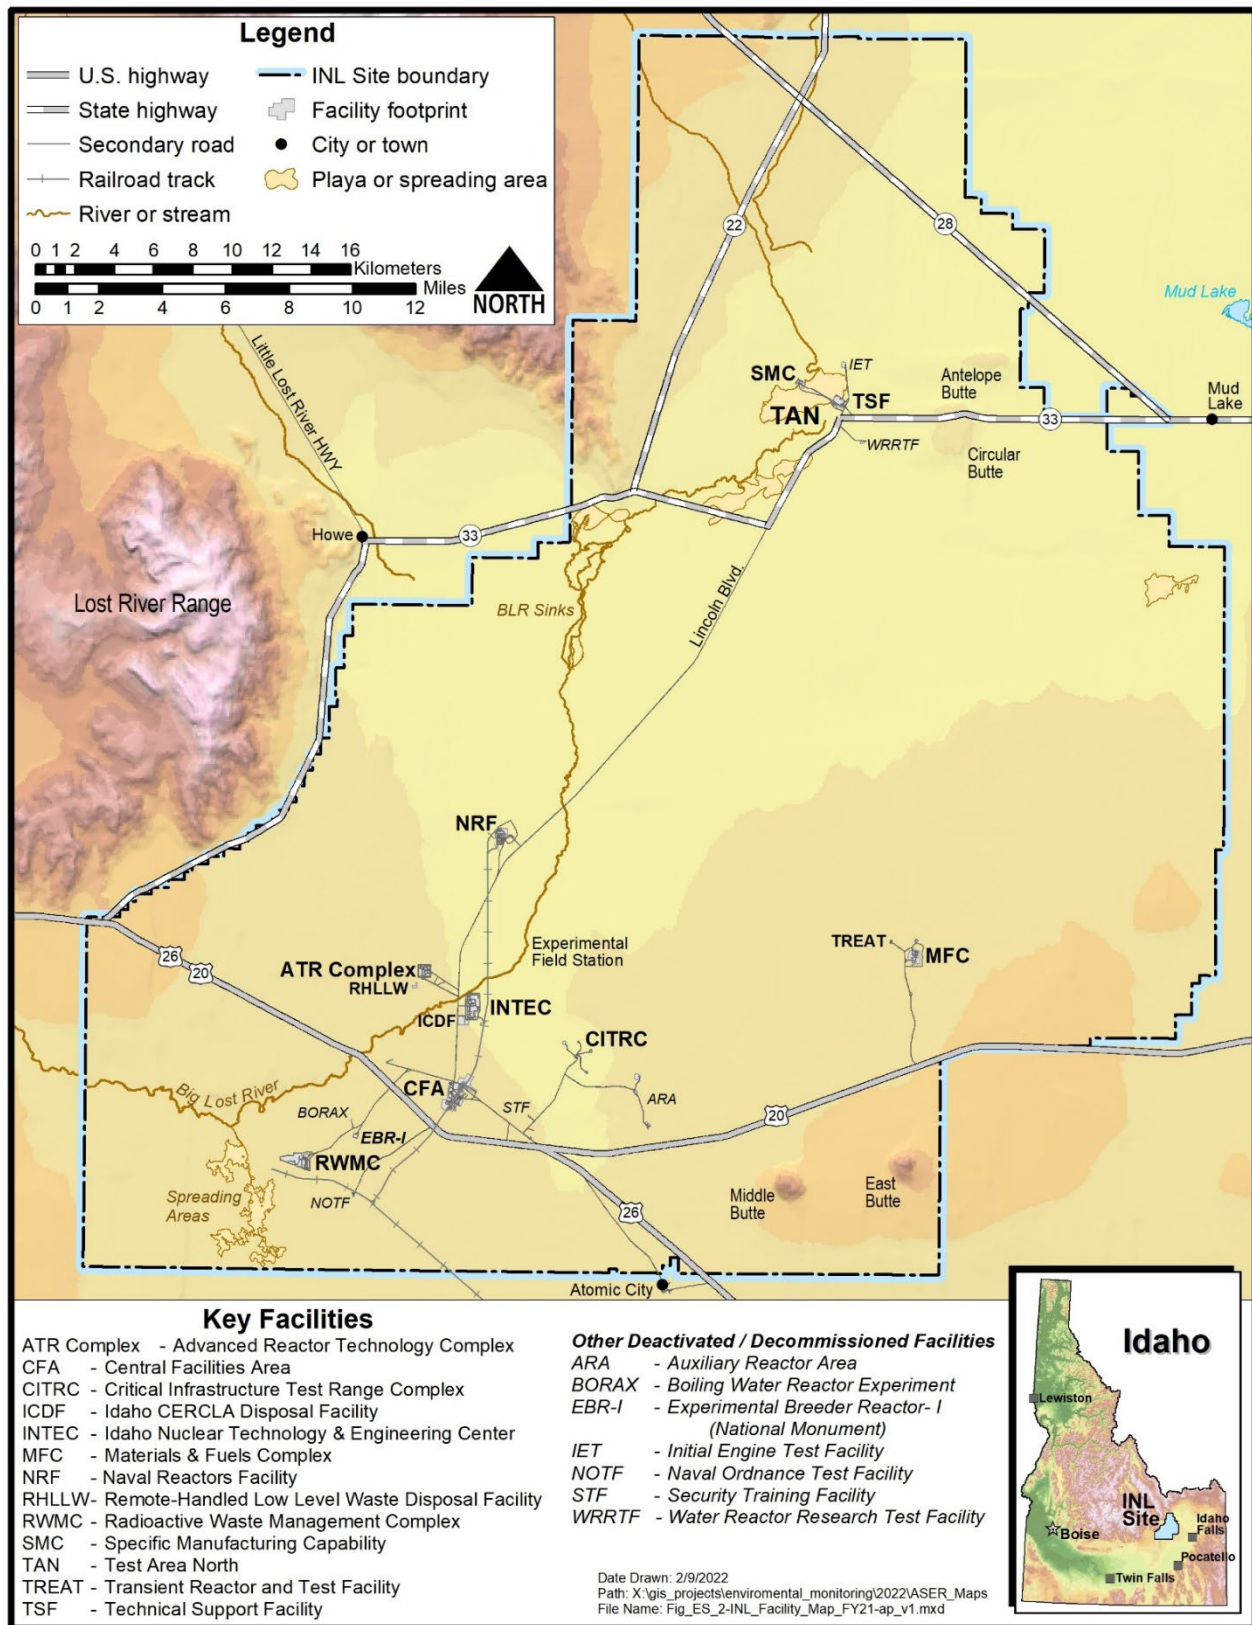 Legend
U.S. highway
State highway
Secondary road
Railroad track
River or stream
INL Site boundary
Facility footprint
City or town
Playa or spreading area
0 1 2 4 6 8 10 12 14 16
Kilometers
Miles
0 1 2 4 6 8 10 12
NORTH
22
28
Mud Lake
Little Lost River HWY
SMC
IET
Antelope
Butte
TSF
TAN
Mud
Lake
33
WRRTF
Circular
Butte
Howe
33
Lost River Range
BLR Sinks
Lincoln Blvd.
NRF
Experimental
Field Station
TREAT
MFC
26
20
ATR Complex
RHLLW
INTEC
ICDF
CITRC
Big Lost River
CFA
BORAX
STF
ARA
20
EBR-I
RWMC
Spreading
Areas
NOTF
Middle
Butte
East
Butte
26
Atomic City
Key Facilities
ATR Complex - Advanced Reactor Technology Complex
CFA - Central Facilities Area
CITRC - Critical Infrastructure Test Range Complex
ICDF - Idaho CERCLA Disposal Facility
INTEC - Idaho Nuclear Technology & Engineering Center
MFC - Materials & Fuels Complex
NRF - Naval Reactors Facility
RHLLW- Remote-Handled Low Level Waste Disposal Facility
RWMC - Radioactive Waste Management Complex
SMC - Specific Manufacturing Capability
TAN - Test Area North
TREAT - Transient Reactor and Test Facility
TSF - Technical Support Facility
Other Deactivated / Decommissioned Facilities
ARA - Auxiliary Reactor Area
BORAX - Boiling Water Reactor Experiment
EBR-I - Experimental Breeder Reactor- I
(National Monument)
IET - Initial Engine Test Facility
NOTF - Naval Ordnance Test Facility
STF - Security Training Facility
WRRTF - Water Reactor Research Test Facility
Date Drawn: 2/9/2022
Path: X:\gis_projects\enviromental_monitoring\2022\ASER_Maps
File Name: Fig_ES_2-INL_Facility_Map_FY21-ap_v1.mxd
Idaho
Lewiston
INL
Site
Idaho
Falls
Boise
Pocatello
Twin Falls